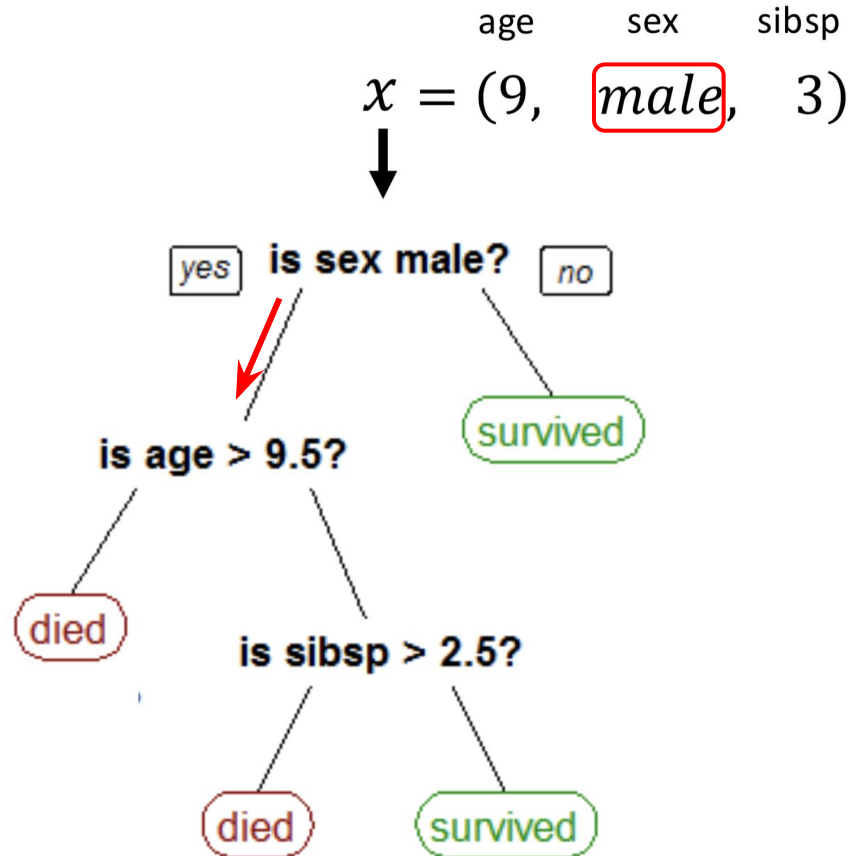 age sex sibsp
x = (9, male, 3)
yes is sex male? no
survived
is age > 9.5?
died
is sibsp > 2.5?
died survived